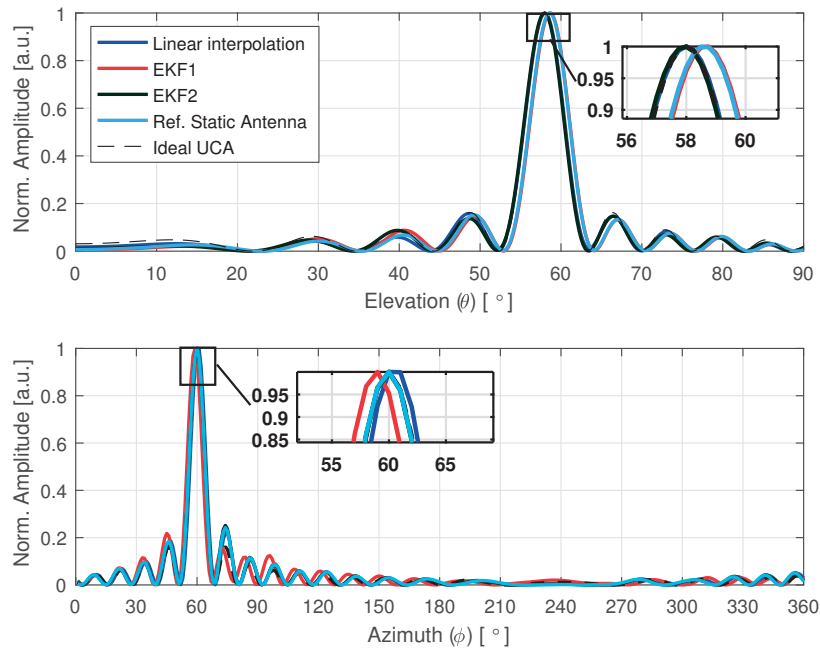 Norm. Amplitude [a.u.]
1
0.8
0.6
0.4
0.2
0
Linear interpolation
EKF1
EKF2
Ref. Static Antenna
Ideal UCA
1
0.95
0.9
56 58 60
0 10 20 30 40 50 60 70 80 90
Elevation (θ) [ °]
Norm. Amplitude [a.u.]
1
0.8
0.6
0.4
0.2
0
0.95
0.9
0.85
55 60 65
0 30 60 90 120 150 180 210 240 270 300 330 360
Azimuth (ϕ) [ °]